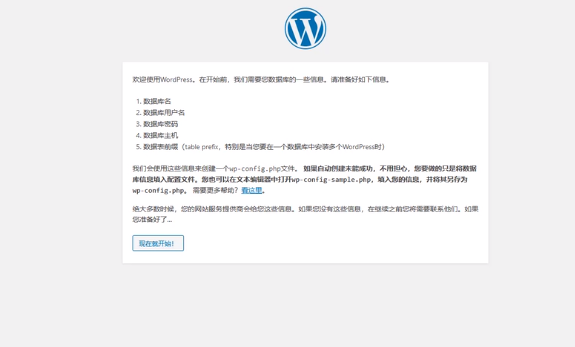 欢迎使用WordPress。在开始前，我们需要您数据库的一些信息。请准备好如下信息。
1. 数据库名
2. 数据库用户名
3. 数据库密码
4. 数据库主机
5. 数据表前缀（table prefix，特别是当您要在一个数据库中安装多个WordPress时）
我们会使用这些信息来创建一个wp-config.php文件。 如果自动创建未能成功，不用担心，您要做的只是将数据
库信息填入配置文件。您也可以在文本编辑器中打开wp-config-sample.php，填入您的信息，并将其另存为
wp-config.php。 需要更多帮助？看这里。
绝大多数时候，您的网站服务提供商会给您这些信息。如果您没有这些信息，在继续之前您将需要联系他们。如果
您准备好了…
现在就开始！